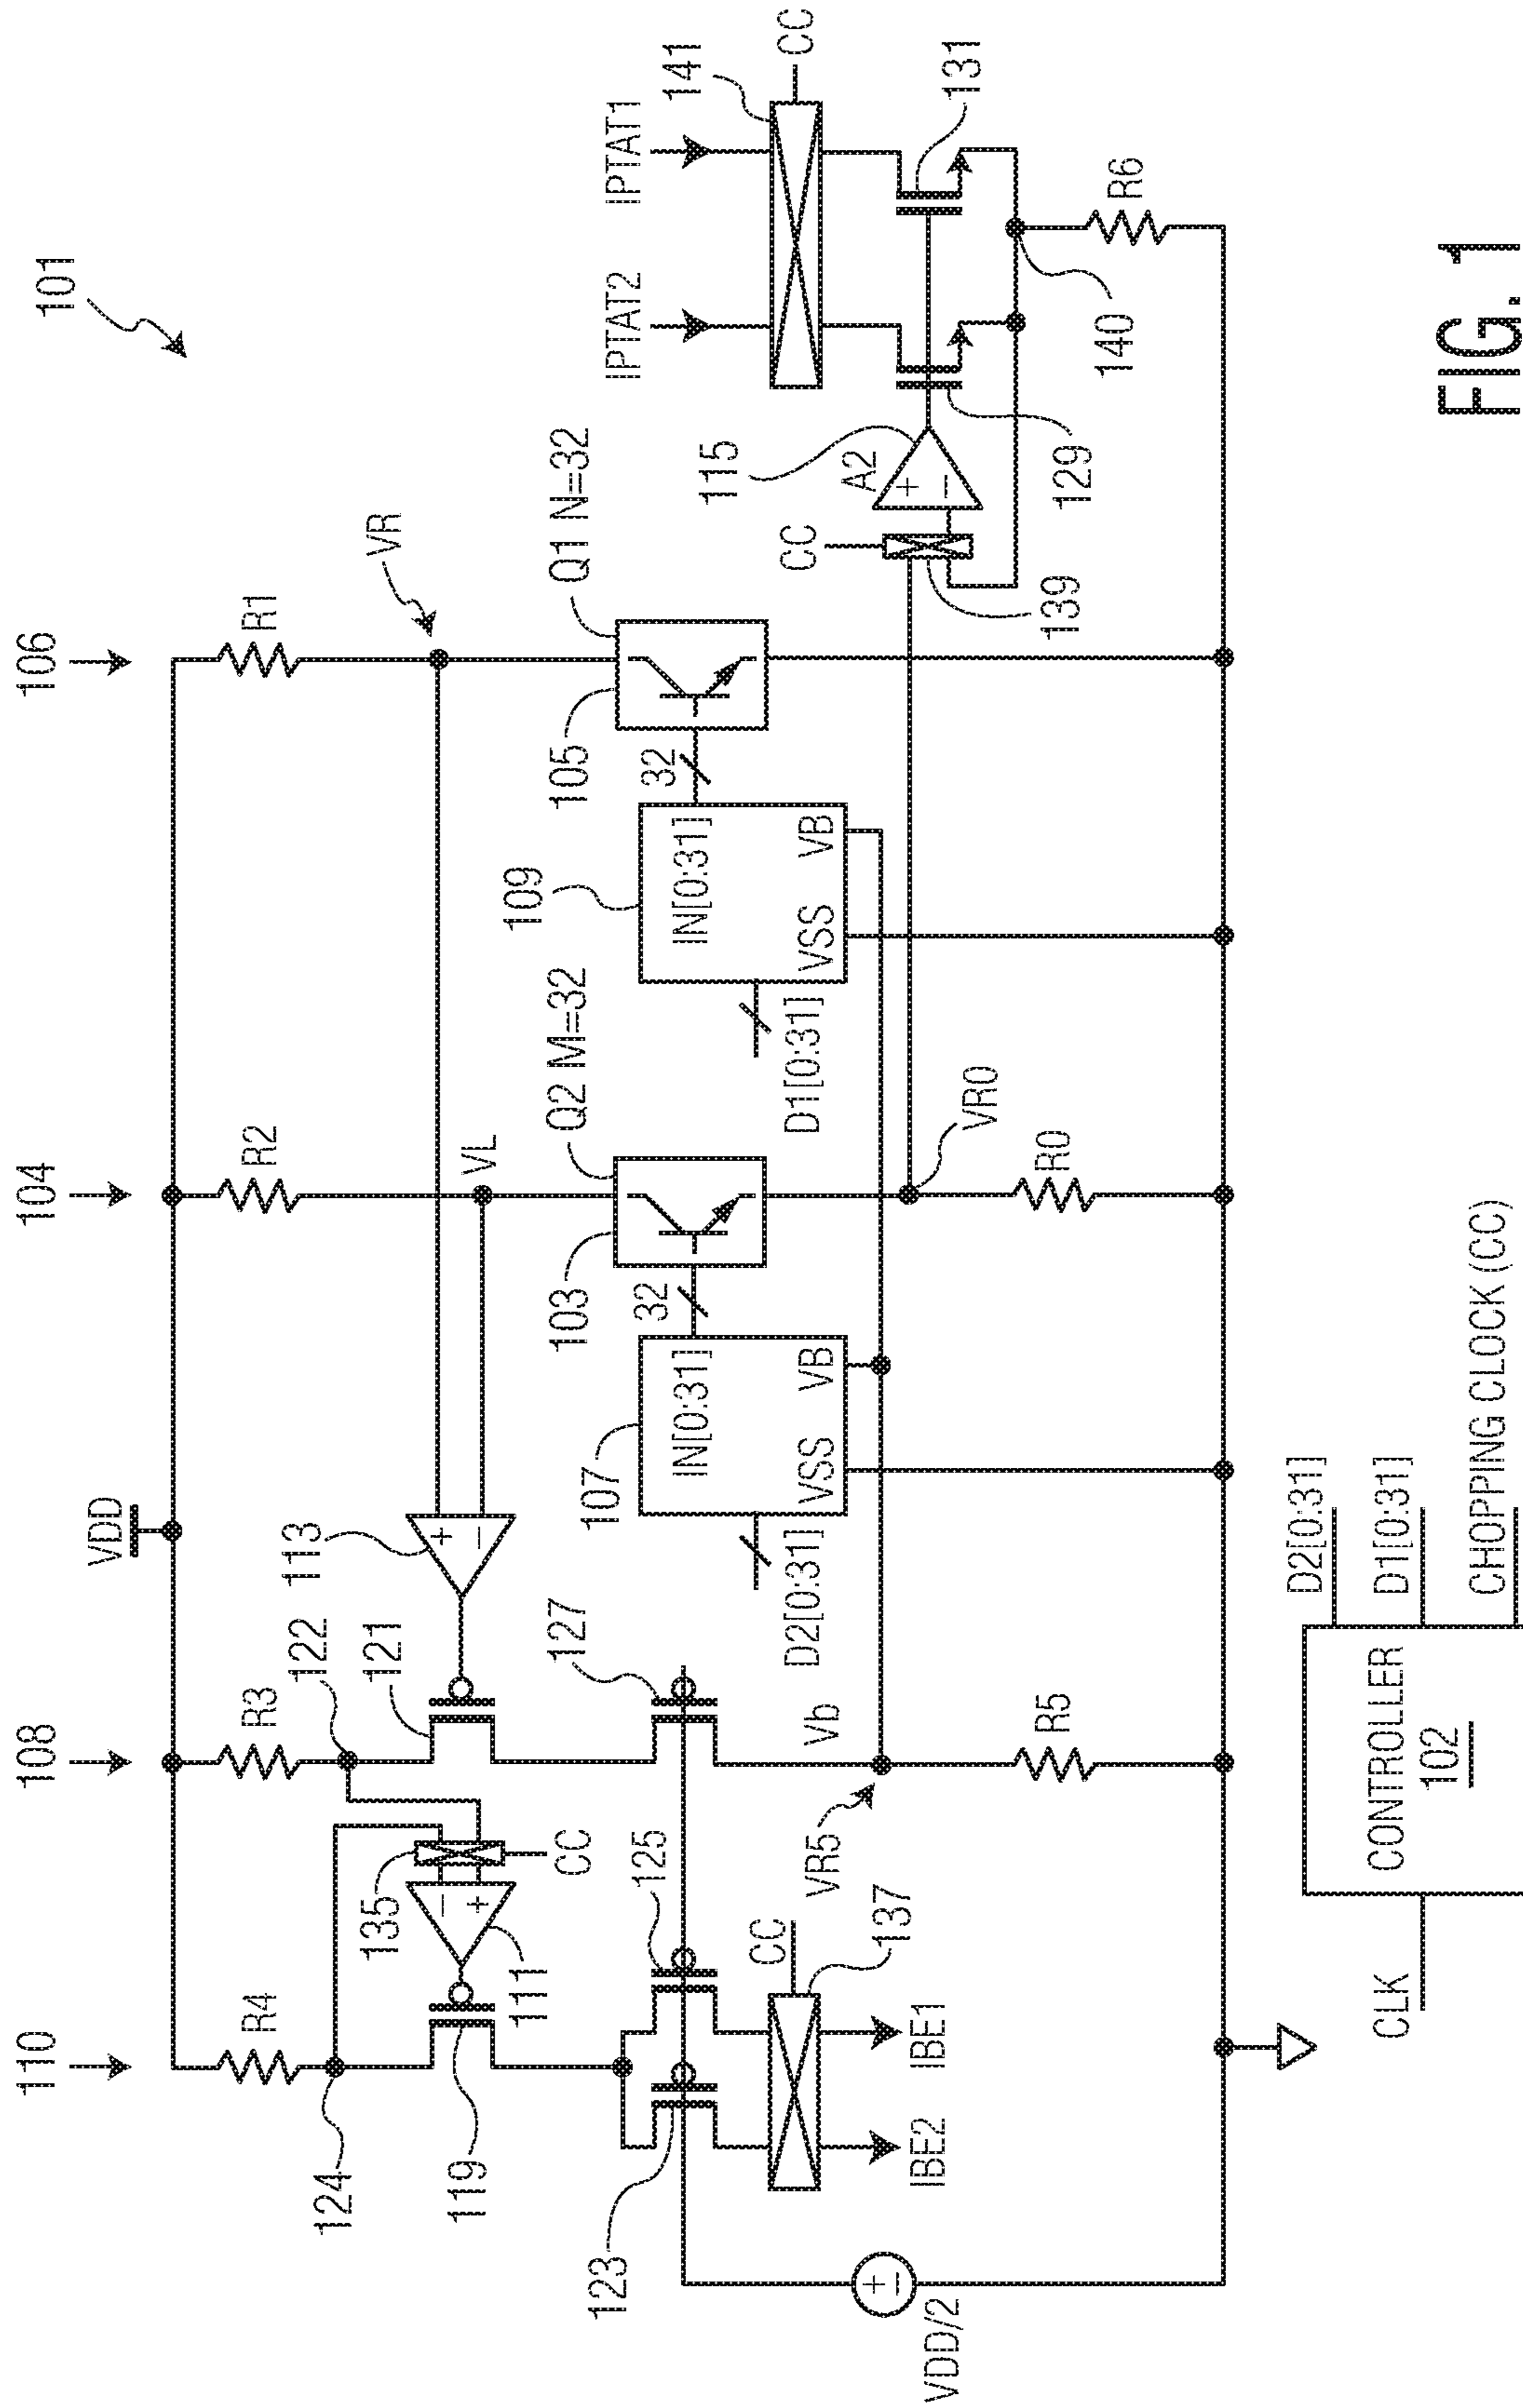 101
110
108
104
106
VDD
R4
R3
R2
R1
124
122
135
113
VL
VR
+
−
−
+
CC
111
119
121
127
123
125
CC
137
IBE2
IBE1
VDD/2
+
−
Vb
VR5
R5
107
IN[0:31]
VSS
VB
D2[0:31]
32
103
Q2 M=32
109
IN[0:31]
VSS
VB
D1[0:31]
32
105
Q1 N=32
VR0
R0
CC
139
115
A2
+
−
129
131
140
R6
IPTAT2
IPTAT1
141
CC
CLK
CONTROLLER
102
D2[0:31]
D1[0:31]
CHOPPING CLOCK (CC)
FIG. 1